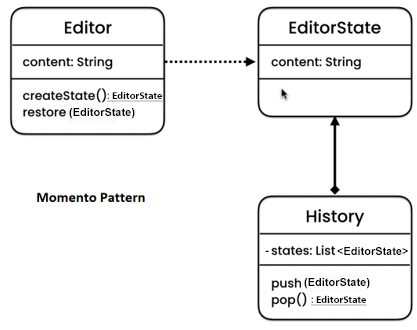 Editor
content: String
createState(): EditorState
restore (EditorState)
EditorState
content: String
Momento Pattern
History
- states: List <EditorState>
push (EditorState)
pop() : EditorState